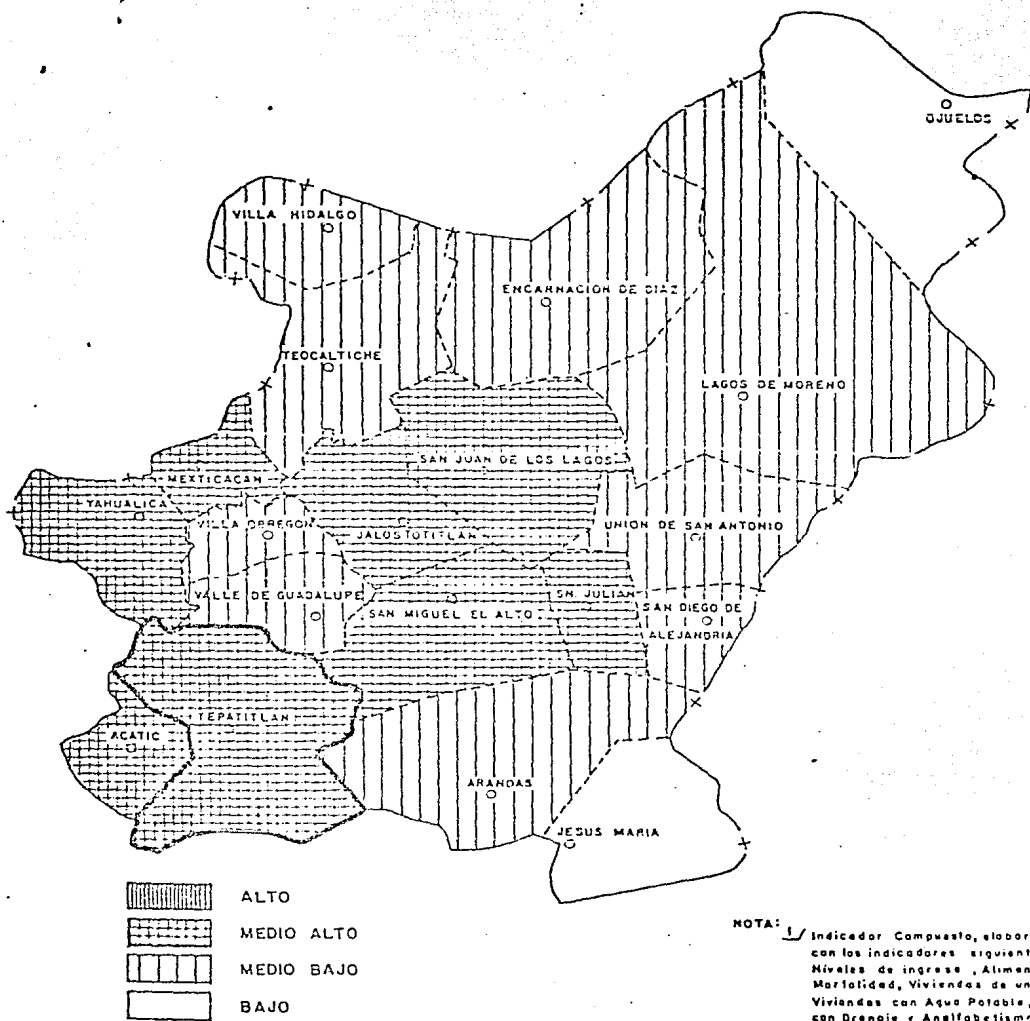 OJUELOS
VILLA HIDALGO
ENCARNACION DE DIAZ
TEOCALTICHE
LAGOS DE MORENO
SAN JUAN DE LOS LAGOS
MEXTICACAN
YAHUALICA
VILLA OBREGON
JALOSTOTITLAN
UNION DE SAN ANTONIO
VALLE DE GUADALUPE
SAN MIGUEL EL ALTO
SN. JULIAN
SAN DIEGO DE
ALEJANDRIA
TEPATITLAN
ACATIC
ARANDAS
JESUS MARIA
ALTO
MEDIO ALTO
MEDIO BAJO
BAJO
NOTA: 1/ Indicador Compuesto, elabor
con los indicadores siguient
Niveles de ingreso, Alimen
Mortalidad, Viviendas de un
Viviendas con Agua Potable,
con Drenaje y Analfabetismo